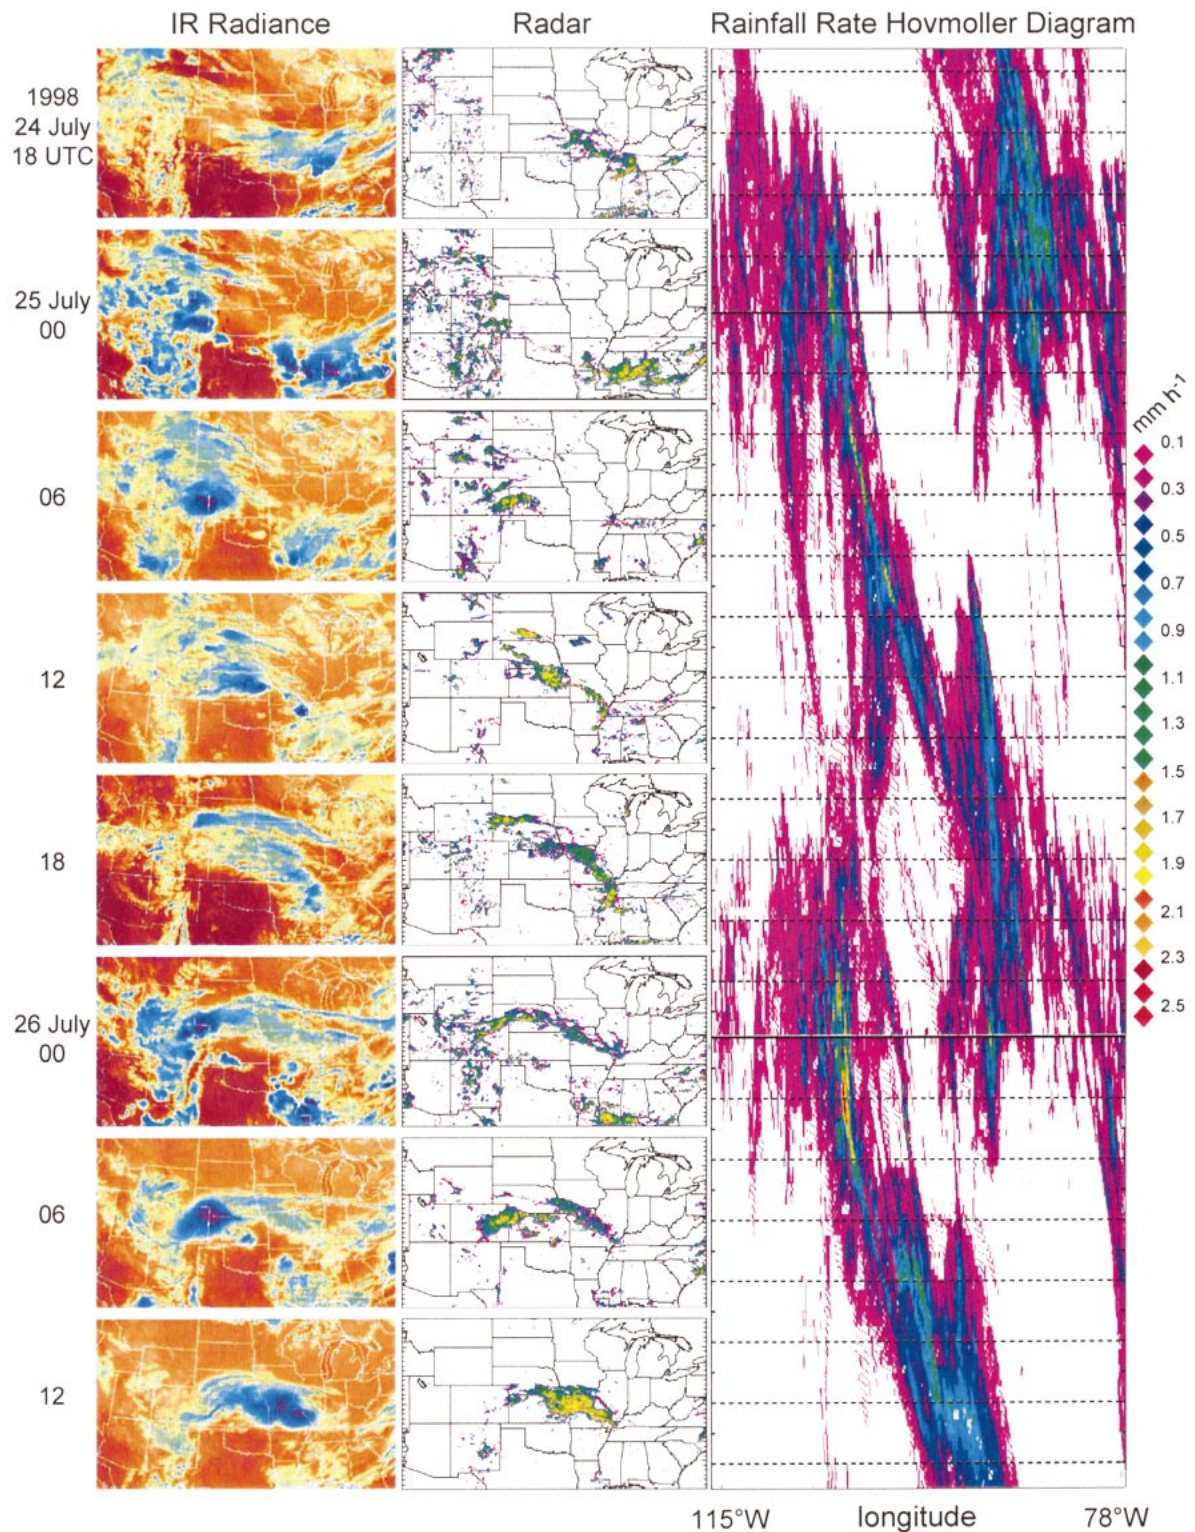 IR Radiance
Radar
Rainfall Rate Hovmoller Diagram
1998
24 July
18 UTC
25 July
00
06
12
18
26 July
00
06
12
mm h-1
0.1
0.3
0.5
0.7
0.9
1.1
1.3
1.5
1.7
1.9
2.1
2.3
2.5
115°W
longitude
78°W